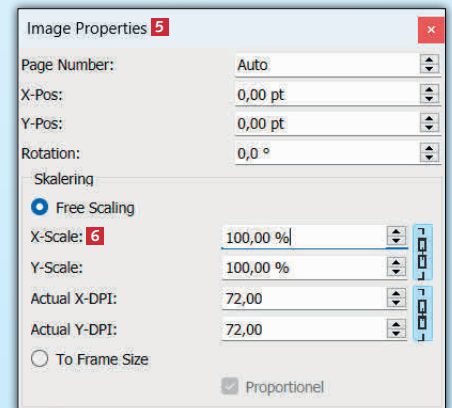 Image Properties 5
Page Number: Auto
X-Pos: 0,00 pt
Y-Pos: 0,00 pt
Rotation: 0,0 °
Skalering
Free Scaling
X-Scale: 6 100,00 %
Y-Scale: 100,00 %
Actual X-DPI: 72,00
Actual Y-DPI: 72,00
To Frame Size
Proportionel